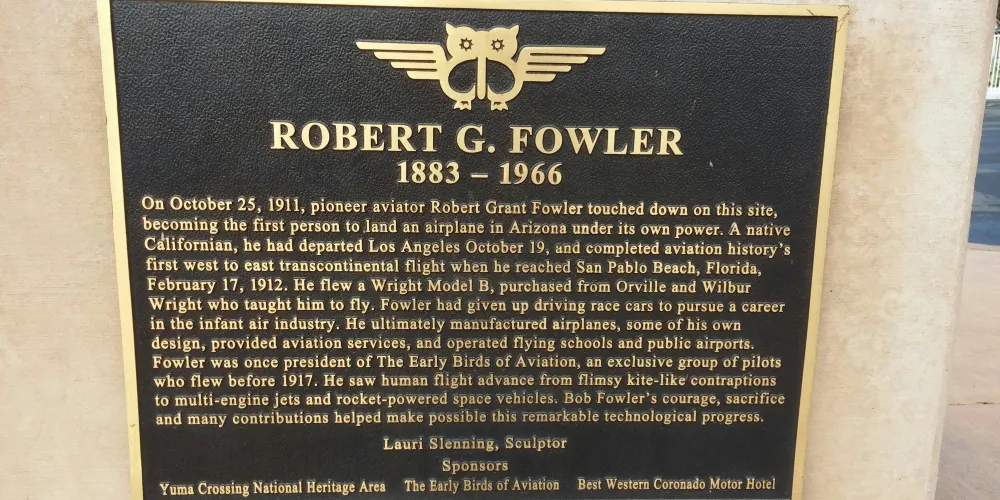 ROBERT G. FOWLER
1883 – 1966
On October 25, 1911, pioneer aviator Robert Grant Fowler touched down on this site,
becoming the first person to land an airplane in Arizona under its own power. A native
Californian, he had departed Los Angeles October 19, and completed aviation history's
first west to east transcontinental flight when he reached San Pablo Beach, Florida,
February 17, 1912. He flew a Wright Model B, purchased from Orville and Wilbur
Wright who taught him to fly. Fowler had given up driving race cars to pursue a career
in the infant air industry. He ultimately manufactured airplanes, some of his own
design, provided aviation services, and operated flying schools and public airports.
Fowler was once president of The Early Birds of Aviation, an exclusive group of pilots
who flew before 1917. He saw human flight advance from flimsy kite-like contraptions
to multi-engine jets and rocket-powered space vehicles. Bob Fowler's courage, sacrifice
and many contributions helped make possible this remarkable technological progress.
Lauri Slenning, Sculptor
Sponsors
Yuma Crossing National Heritage Area The Early Birds of Aviation Best Western Coronado Motor Hotel